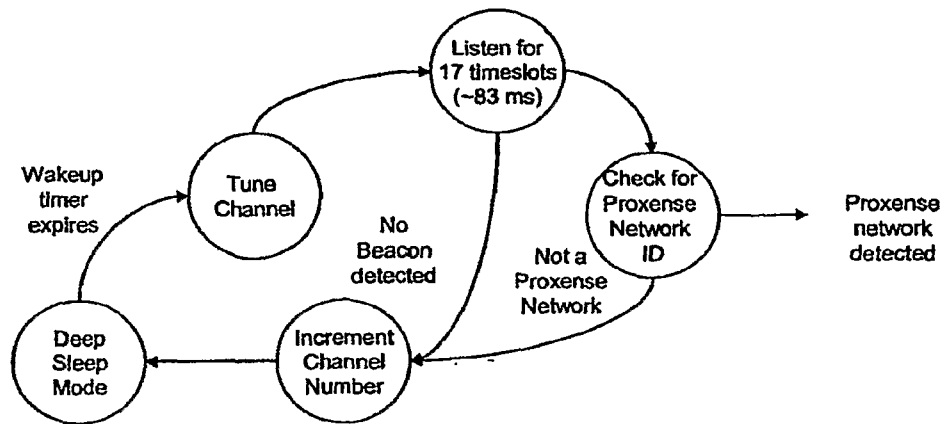 Listen for
17 timeslots
(~83 ms)
Wakeup
timer
expires
Tune
Channel
Check for
Proxense
Network
ID
Proxense
network
detected
No
Beacon
detected
Not a
Proxense
Network
Deep
Sleep
Mode
Increment
Channel
Number